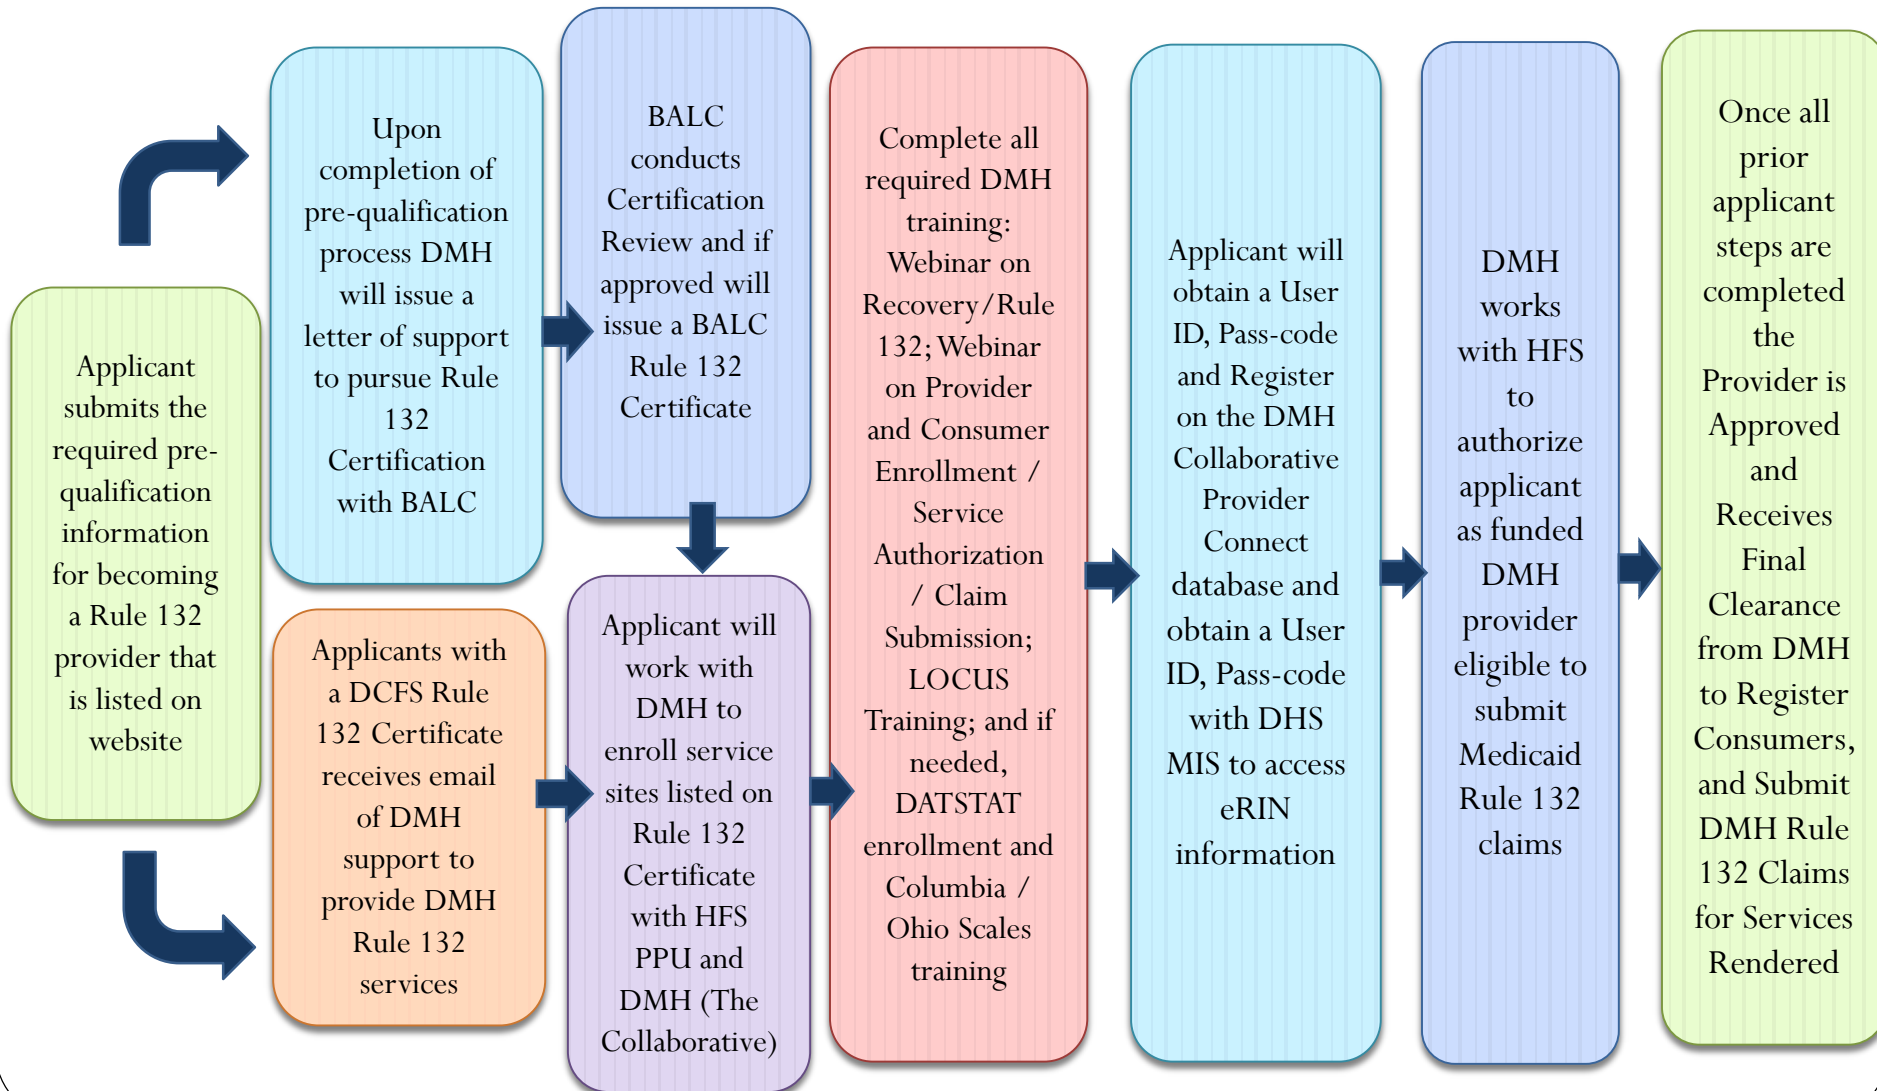 Applicant
submits the
required pre-
qualification
information
for becoming
a Rule 132
provider that
is listed on
website
Upon
completion of
pre-qualification
process DMH
will issue a
letter of support
to pursue Rule
132
Certification
with BALC
BALC
conducts
Certification
Review and if
approved will
issue a BALC
Rule 132
Certificate
Applicants with
a DCFS Rule
132 Certificate
receives email
of DMH
support to
provide DMH
Rule 132
services
Applicant will
work with
DMH to
enroll service
sites listed on
Rule 132
Certificate
with HFS
PPU and
DMH (The
Collaborative)
Complete all
required DMH
training:
Webinar on
Recovery/Rule
132; Webinar
on Provider
and Consumer
Enrollment /
Service
Authorization
/ Claim
Submission;
LOCUS
Training; and if
needed,
DATSTAT
enrollment and
Columbia /
Ohio Scales
training
Applicant will
obtain a User
ID, Pass-code
and Register
on the DMH
Collaborative
Provider
Connect
database and
obtain a User
ID, Pass-code
with DHS
MIS to access
eRIN
information
DMH
works
with HFS
to
authorize
applicant
as funded
DMH
provider
eligible to
submit
Medicaid
Rule 132
claims
Once all
prior
applicant
steps are
completed
the
Provider is
Approved
and
Receives
Final
Clearance
from DMH
to Register
Consumers,
and Submit
DMH Rule
132 Claims
for Services
Rendered